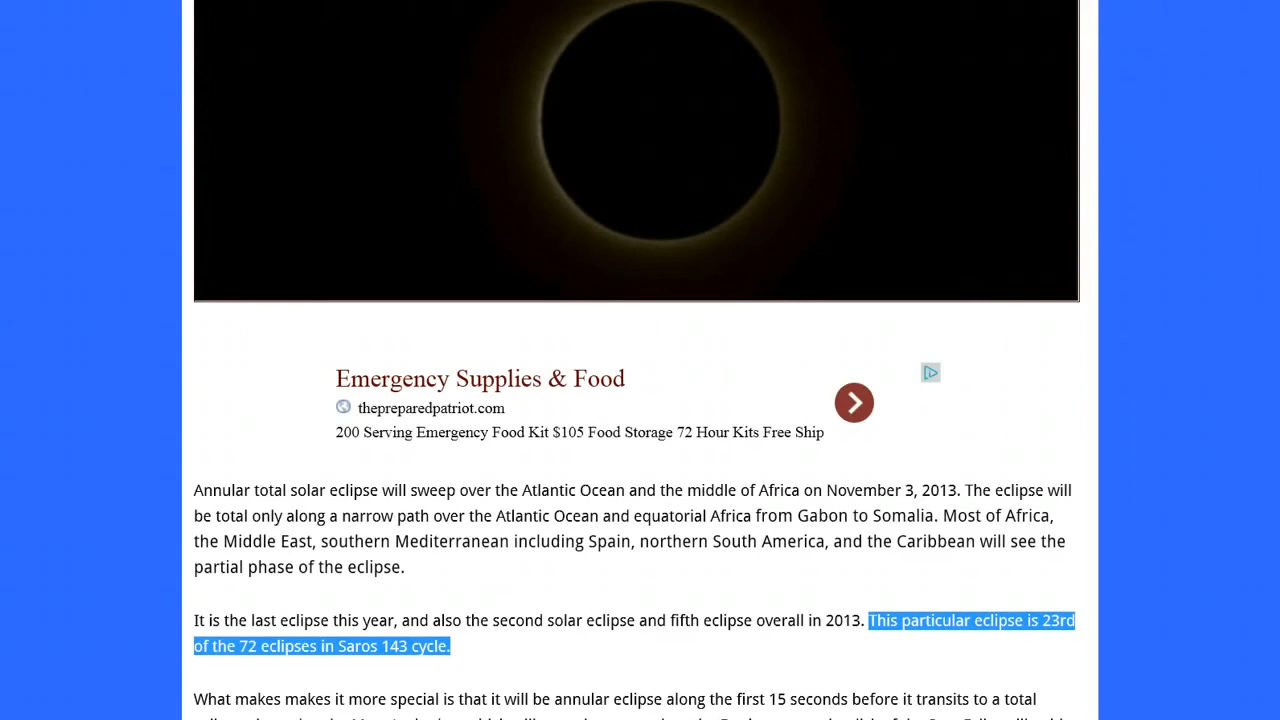 Emergency Supplies & Food
thepreparedpatriot.com
200 Serving Emergency Food Kit $105 Food Storage 72 Hour Kits Free Ship
Annular total solar eclipse will sweep over the Atlantic Ocean and the middle of Africa on November 3, 2013. The eclipse will
be total only along a narrow path over the Atlantic Ocean and equatorial Africa from Gabon to Somalia. Most of Africa,
the Middle East, southern Mediterranean including Spain, northern South America, and the Caribbean will see the
partial phase of the eclipse.
It is the last eclipse this year, and also the second solar eclipse and fifth eclipse overall in 2013. This particular eclipse is 23rd
of the 72 eclipses in Saros 143 cycle.
What makes makes it more special is that it will be annular eclipse along the first 15 seconds before it transits to a total